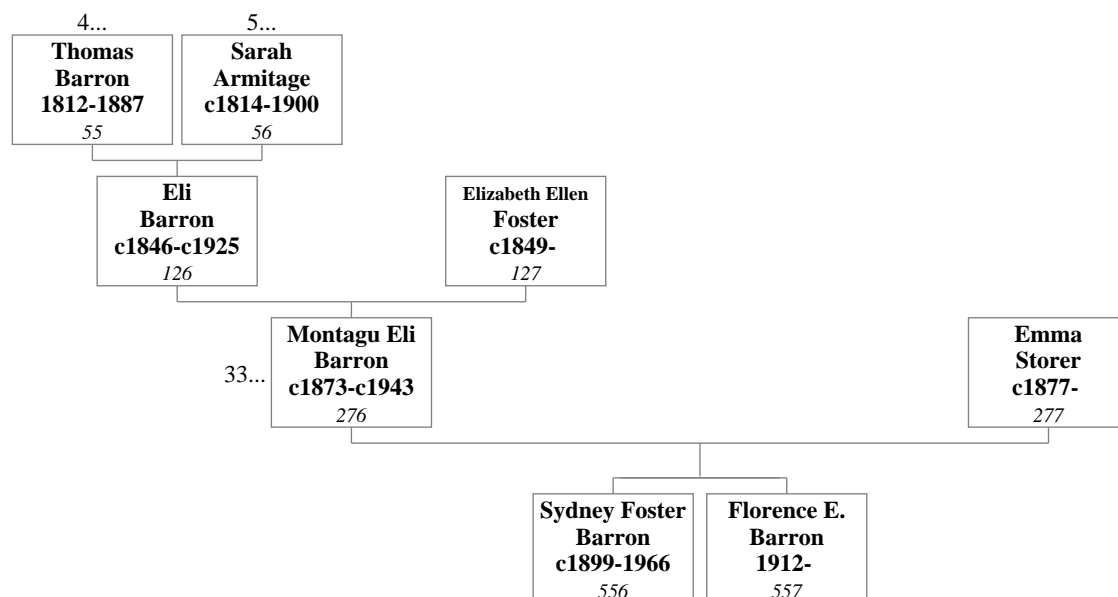 4...
5...
Thomas
Barron
1812-1887
55
Sarah
Armitage
c1814-1900
56
Eli
Barron
c1846-c1925
126
Elizabeth Ellen
Foster
c1849-
127
33...
Montagu Eli
Barron
c1873-c1943
276
Emma
Storer
c1877-
277
Sydney Foster
Barron
c1899-1966
556
Florence E.
Barron
1912-
557